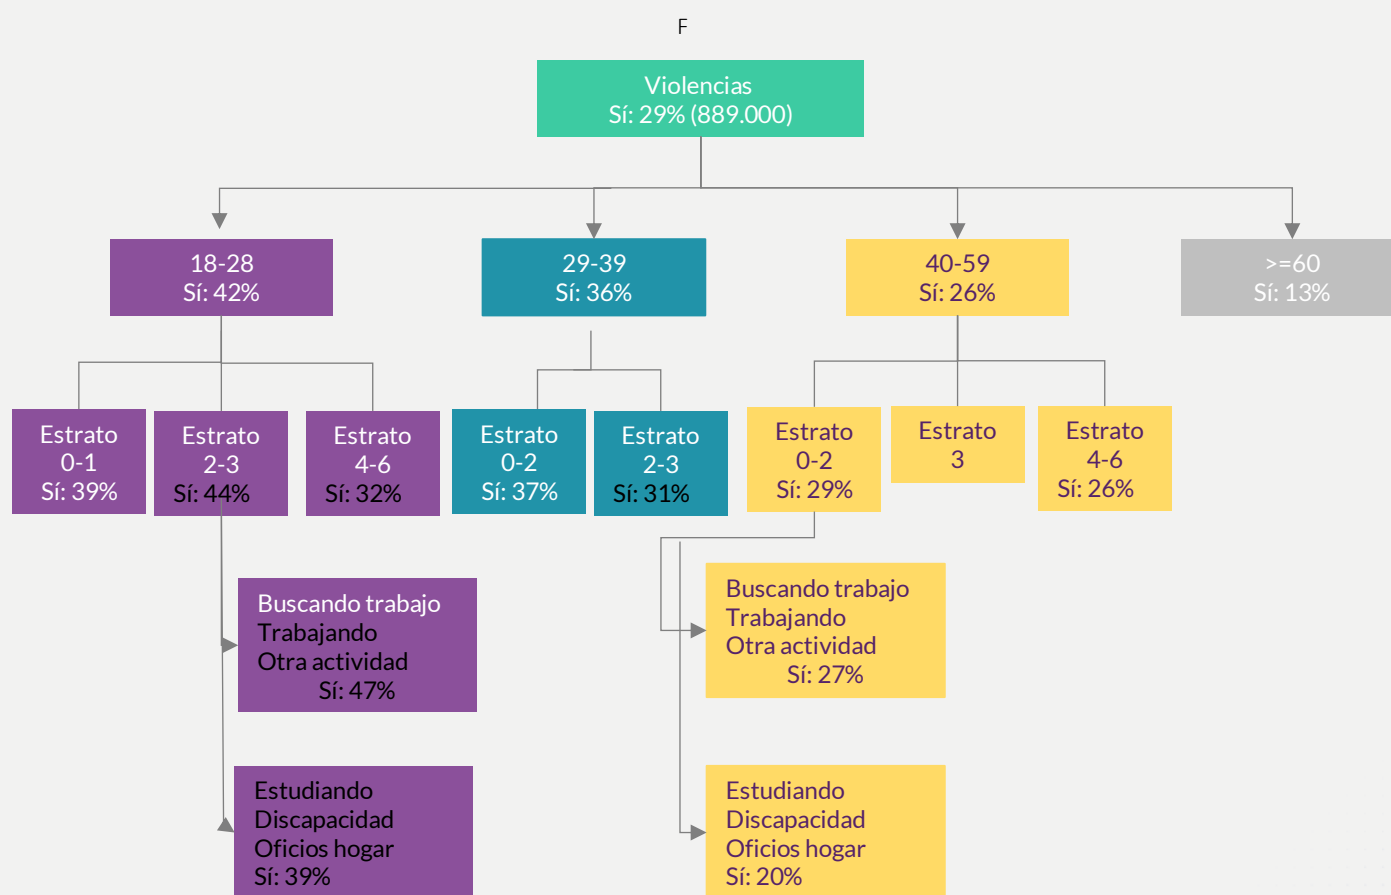 F
Violencias
Sí: 29% (889.000)
18-28
Sí: 42%
29-39
Sí: 36%
40-59
Sí: 26%
>=60
Sí: 13%
Estrato
0-1
Sí: 39%
Estrato
2-3
Sí: 44%
Estrato
4-6
Sí: 32%
Estrato
0-2
Sí: 37%
Estrato
2-3
Sí: 31%
Estrato
0-2
Sí: 29%
Estrato
3
Estrato
4-6
Sí: 26%
Buscando trabajo
Trabajando
Otra actividad
Sí: 47%
Buscando trabajo
Trabajando
Otra actividad
Sí: 27%
Estudiando
Discapacidad
Oficios hogar
Sí: 39%
Estudiando
Discapacidad
Oficios hogar
Sí: 20%